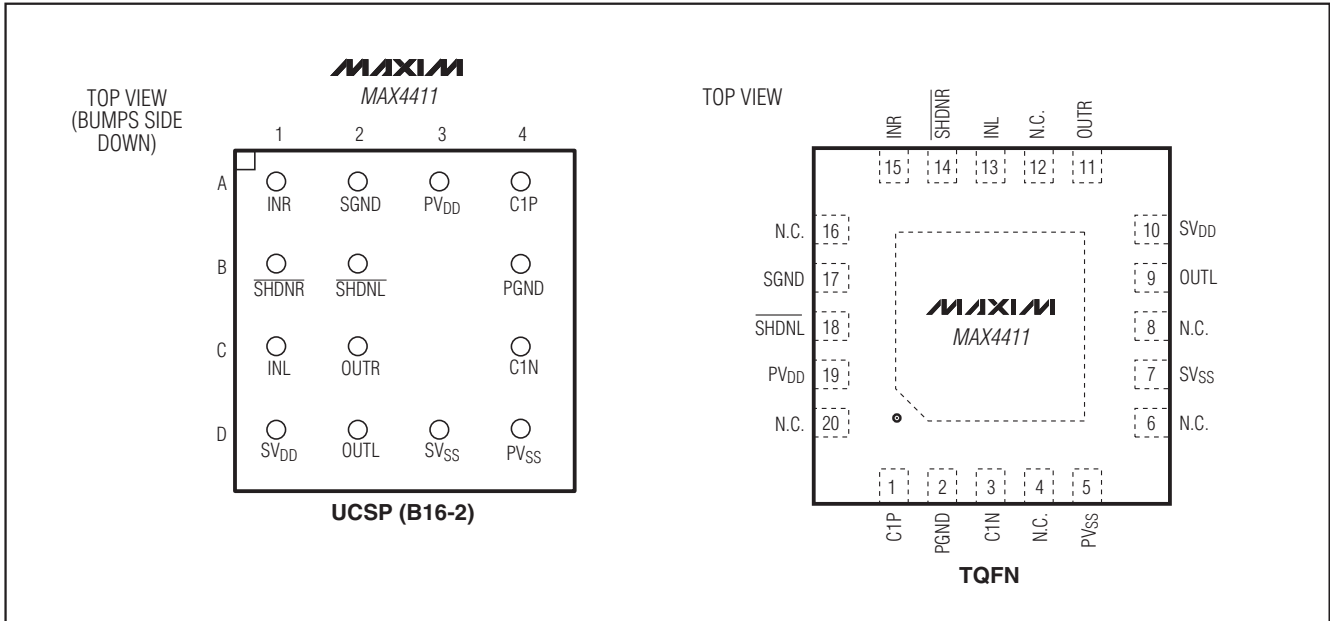 MAXIM
MAX4411
TOP VIEW
(BUMPS SIDE
DOWN)
1 2 3 4
A
INR SGND PVDD C1P
B
SHDNR SHDNL PGND
C
INL OUTR C1N
D
SVDD OUTL SVSS PVSS
UCSP (B16-2)
TOP VIEW
INR SHDNR INL N.C. OUTR
15 14 13 12 11
N.C. 16 10 SVDD
SGND 17 9 OUTL
MAXIM
SHDNL 18 8 N.C.
MAX4411
PVDD 19 7 SVSS
N.C. 20 6 N.C.
1 2 3 4 5
C1P PGND C1N N.C. PVSS
TQFN